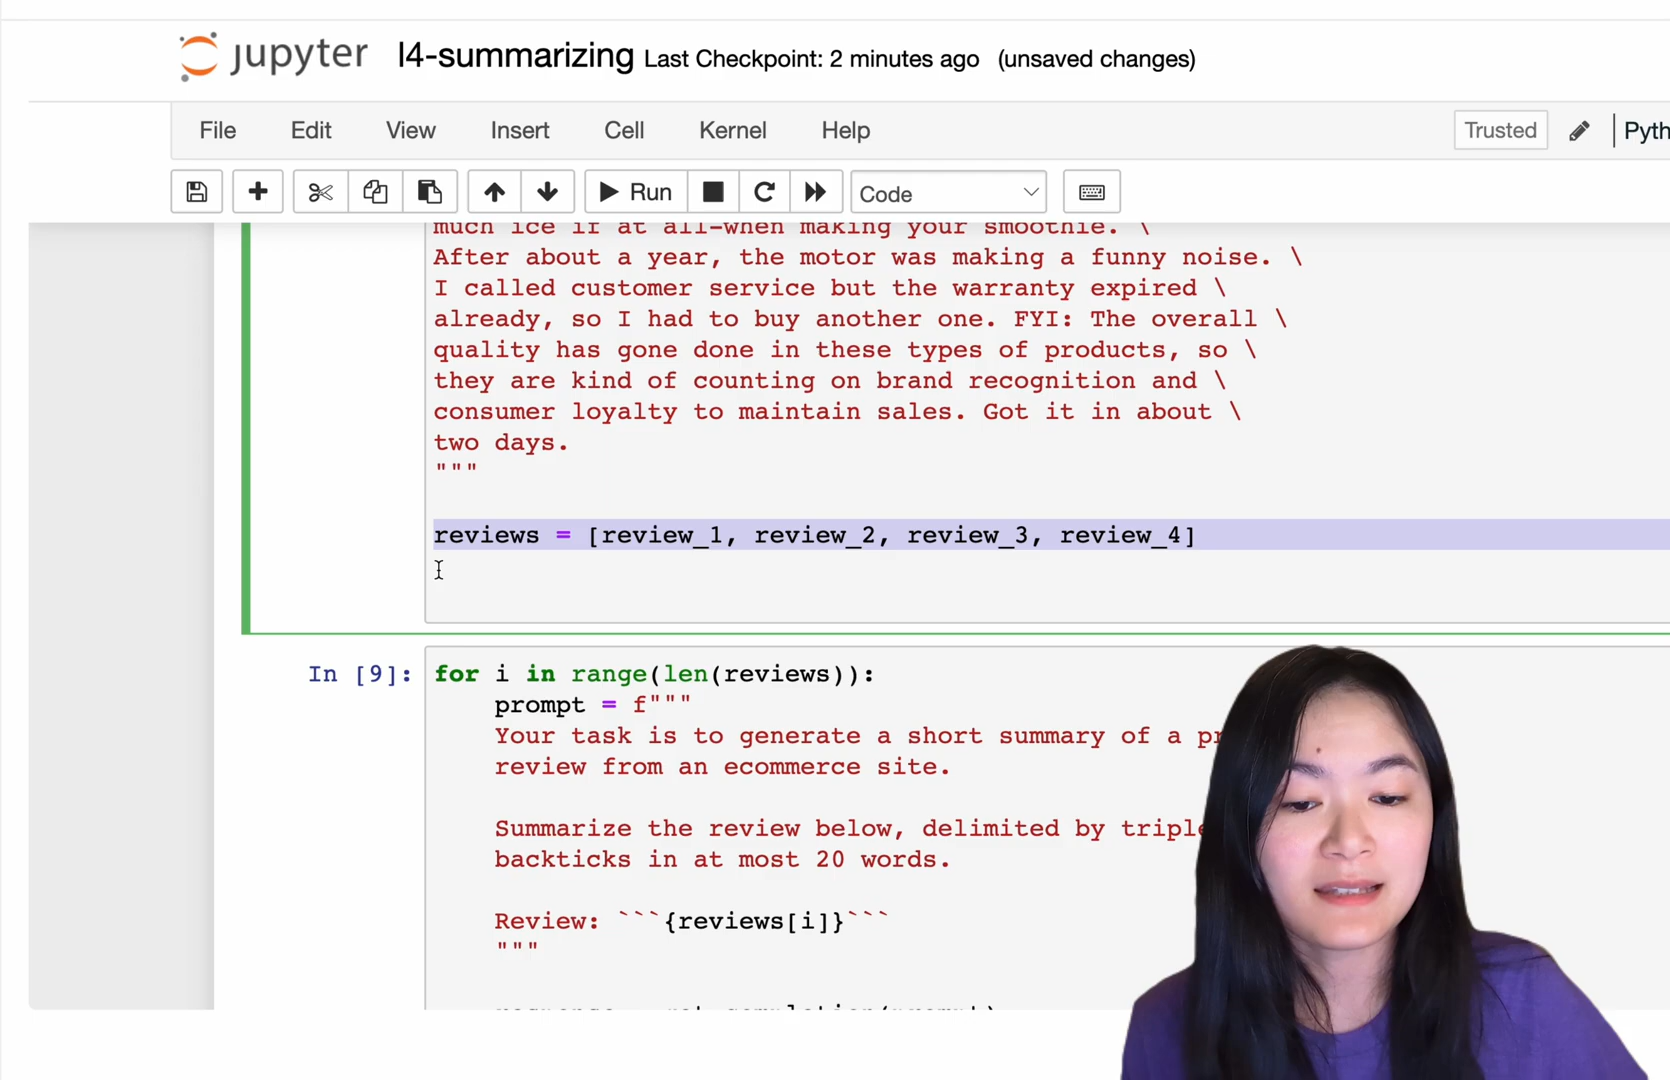 jupyter l4-summarizing Last Checkpoint: 2 minutes ago (unsaved changes)
File Edit View Insert Cell Kernel Help Trusted
Run Code
much ice if at all-when making your smoothie. \
After about a year, the motor was making a funny noise. \
I called customer service but the warranty expired \
already, so I had to buy another one. FYI: The overall \
quality has gone done in these types of products, so \
they are kind of counting on brand recognition and \
consumer loyalty to maintain sales. Got it in about \
two days.
"""
reviews = [review_1, review_2, review_3, review_4]
In [9]: for i in range(len(reviews)):
prompt = f"""
Your task is to generate a short summary of a
review from an ecommerce site.
Summarize the review below, delimited by triple
backticks in at most 20 words.
Review: ```{reviews[i]}```
"""